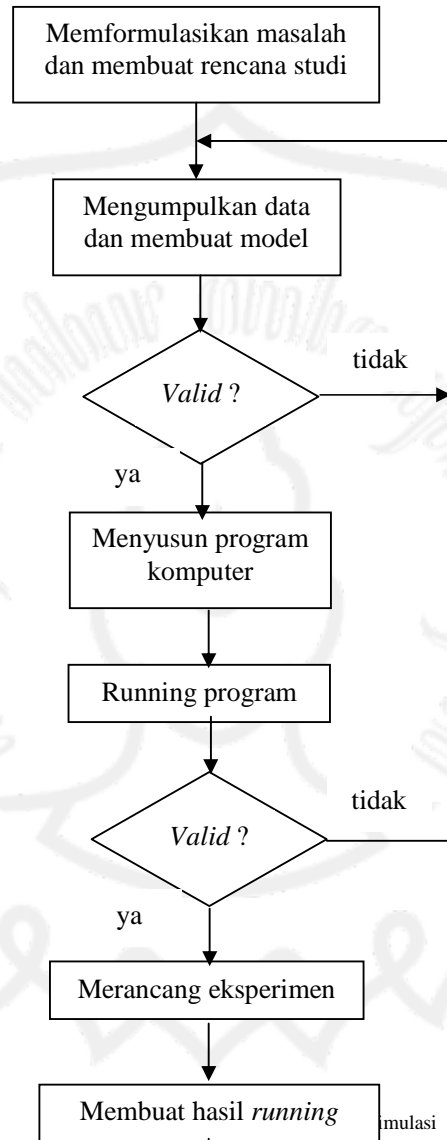 Memformulasikan masalah
dan membuat rencana studi
Mengumpulkan data
dan membuat model
tidak
Valid ?
ya
Menyusun program
komputer
Running program
tidak
Valid ?
ya
Merancang eksperimen
Membuat hasil running
imulasi